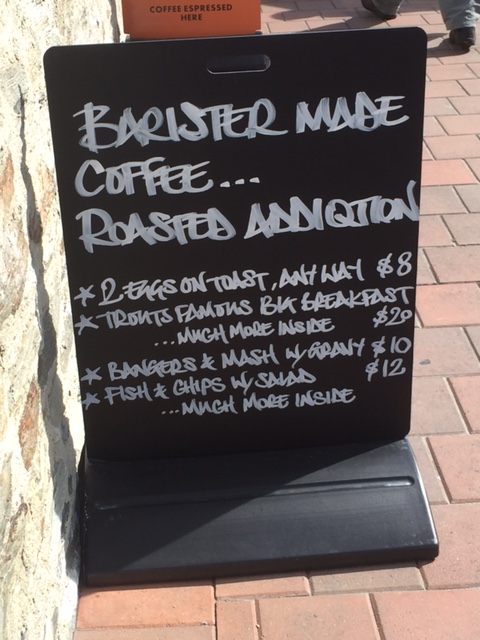 COFFEE ESPRESSED
HERE
BARISTER MADE
COFFEE...
ROASTED ADDIQTION
* 2 EGGS ON TOAST, ANY WAY $8
* TROUTS FAMOUS BIG BREAKFAST
...MUCH MORE INSIDE $20
* BANGERS & MASH W/ GRAVY $10
* FISH & CHIPS W/ SALAD $12
...MUCH MORE INSIDE